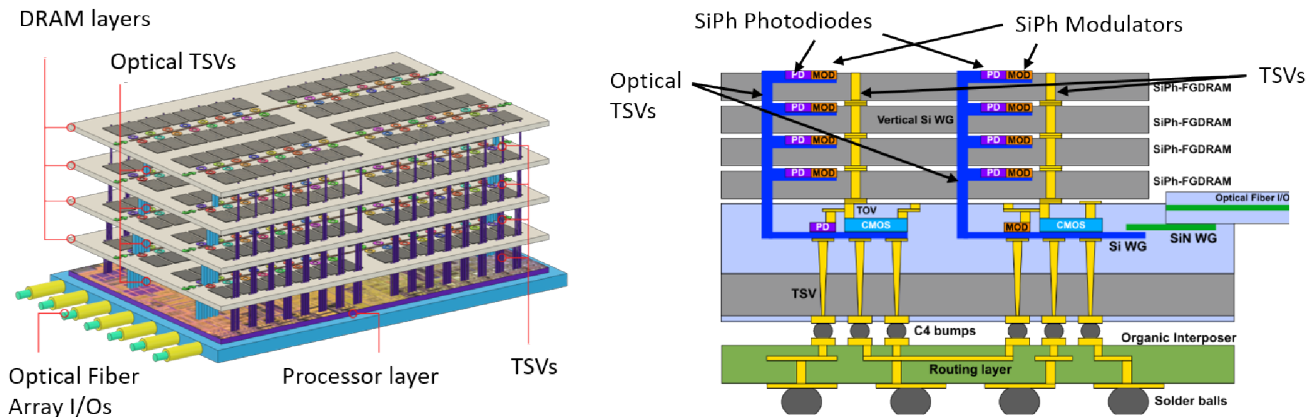 DRAM layers
Optical TSVs
Optical Fiber
Array I/Os
Processor layer
TSVs
SiPh Photodiodes
SiPh Modulators
Optical
TSVs
TSVs
PD MOD
PD MOD
SiPh-FGDRAM
Vertical Si WG
PD MOD
PD MOD
SiPh-FGDRAM
PD MOD
PD MOD
SiPh-FGDRAM
PD MOD
PD MOD
SiPh-FGDRAM
Optical Fiber I/O
TOV
PD
CMOS
MOD
CMOS
SiN WG
Si WG
TSV
C4 bumps
Organic Interposer
Routing layer
Solder balls